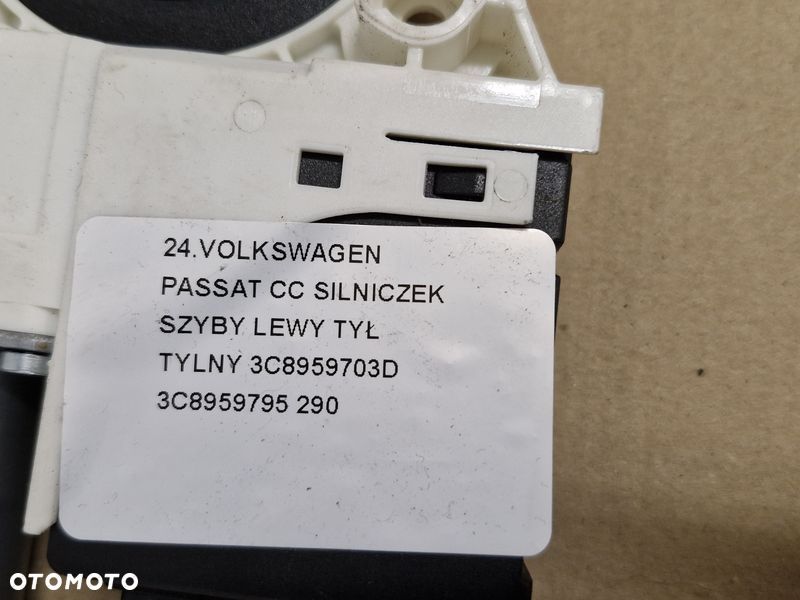 24.VOLKSWAGEN
PASSAT CC SILNICZEK
SZYBY LEWY TYŁ
TYLNY 3C8959703D
3C8959795 290
OTOMOTO